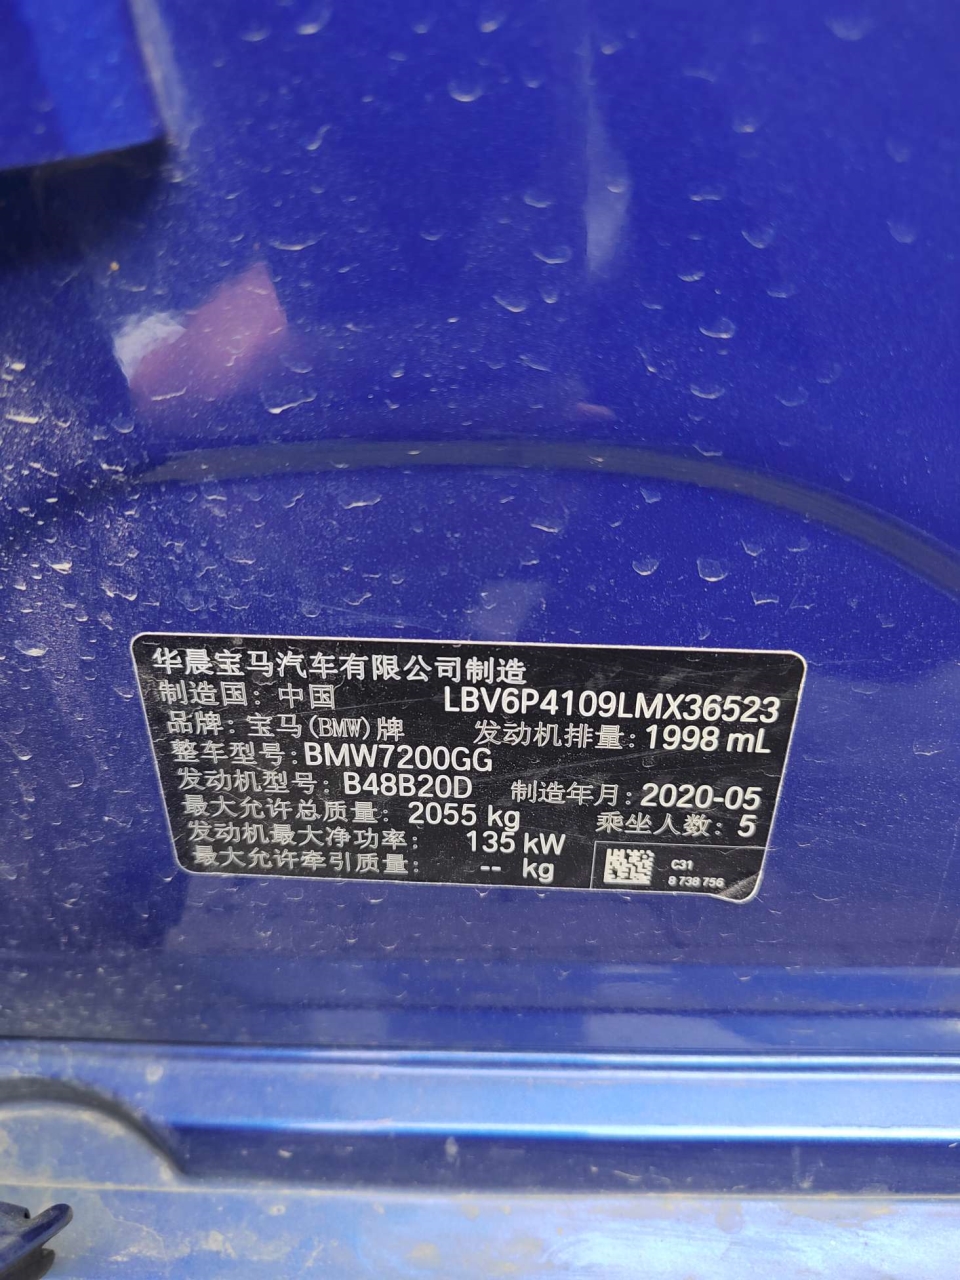 华晨宝马汽车有限公司制造
制造国: 中国 LBV6P4109LMX36523
品牌: 宝马(BMW)牌 发动机排量: 1998 mL
整车型号: BMW7200GG
发动机型号: B48B20D 制造年月: 2020-05
最大允许总质量: 2055 kg 乘坐人数: 5
发动机最大净功率: 135 kW
最大允许牵引质量: -- kg
C31
8 738 756